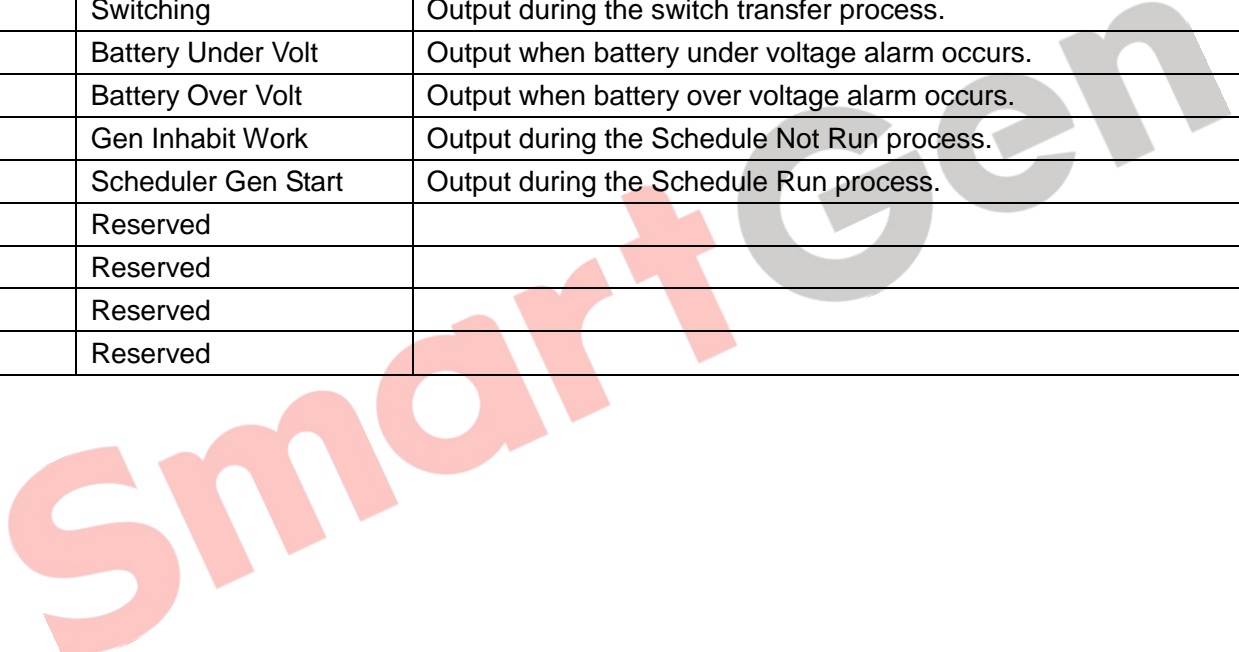 Switching Output during the switch transfer process.
Battery Under Volt Output when battery under voltage alarm occurs.
Battery Over Volt Output when battery over voltage alarm occurs.
Gen Inhabit Work Output during the Schedule Not Run process.
Scheduler Gen Start Output during the Schedule Run process.
Reserved
Reserved
Reserved
Reserved
SmartGen